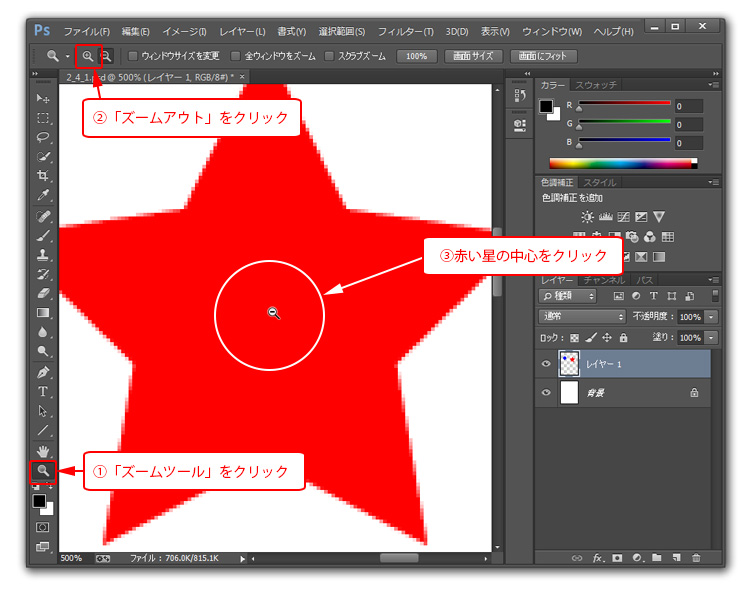 Ps ファイル(F) 編集(E) イメージ(I) レイヤー(L) 書式(Y) 選択範囲(S) フィルター(T) 3D(D) 表示(V) ウィンドウ(W) ヘルプ(H)
ウィンドウサイズを変更 全ウィンドウをズーム スクラブズーム 100% 画面サイズ 画面にフィット
@ 500% (レイヤー 1, RGB/8#) * ×
②「ズームアウト」をクリック
カラー スウォッチ
R 0
G 0
B 0
色調補正 スタイル
色調補正を追加
③赤い星の中心をクリック
レイヤー チャンネル パス
種類
通常 不透明度: 100%
ロック: 塗り: 100%
レイヤー 1
背景
①「ズームツール」をクリック
500% ファイル : 706.0K/815.1K
fx